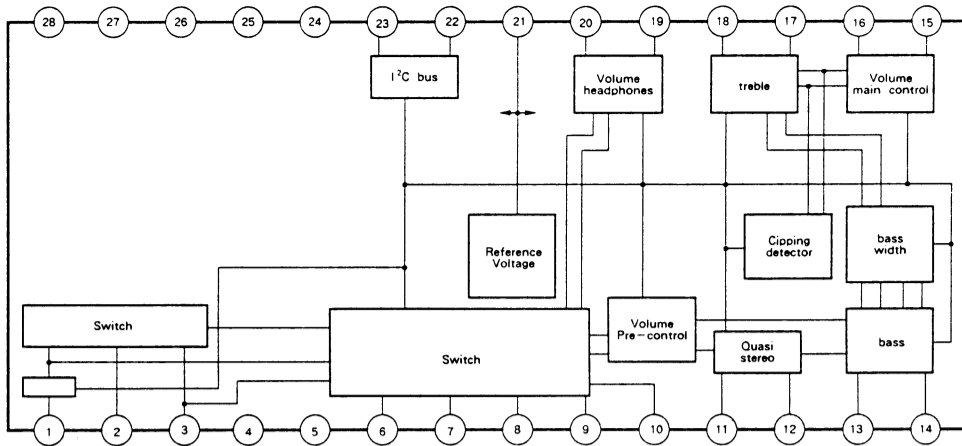 28 27 26 25 24 23 22 21 20 19 18 17 16 15
I²C bus
Volume
headphones
treble
Volume
main control
Reference
Voltage
Cipping
detector
bass
width
Switch
Switch
Volume
Pre-control
Quasi
stereo
bass
1 2 3 4 5 6 7 8 9 10 11 12 13 14